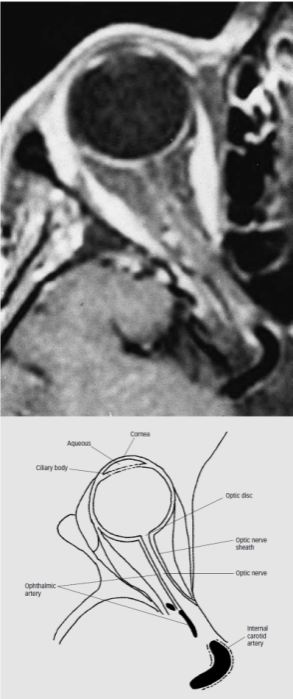 Cornea
Aqueous
Ciliary body
Optic disc
Optic nerve
sheath
Optic nerve
Ophthalmic
artery
Internal
carotid
artery